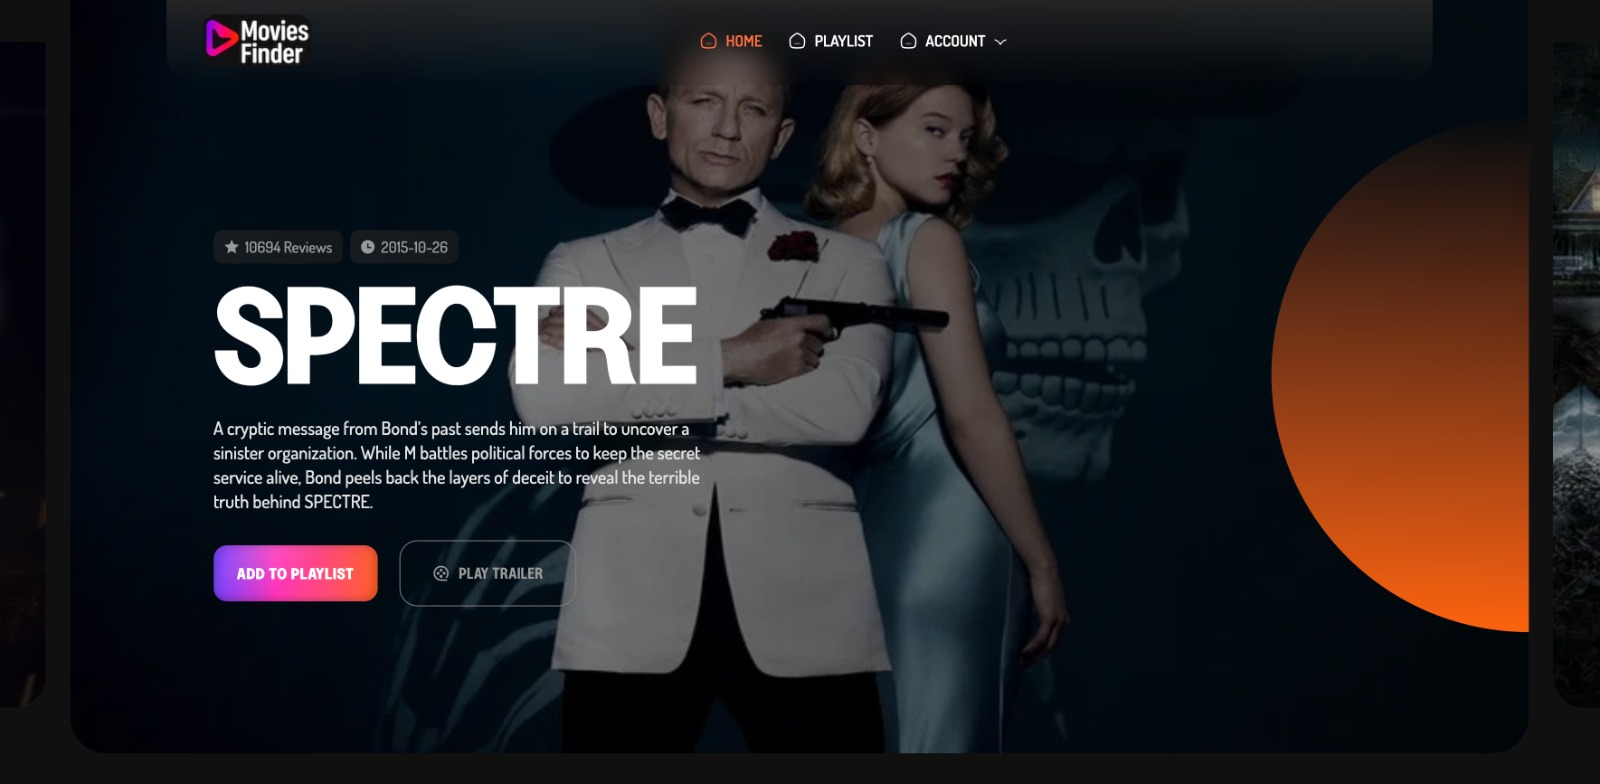 Movies
Finder
HOME
PLAYLIST
ACCOUNT
10694 Reviews
2015-10-26
SPECTRE
A cryptic message from Bond’s past sends him on a trail to uncover a
sinister organization. While M battles political forces to keep the secret
service alive, Bond peels back the layers of deceit to reveal the terrible
truth behind SPECTRE.
ADD TO PLAYLIST
PLAY TRAILER